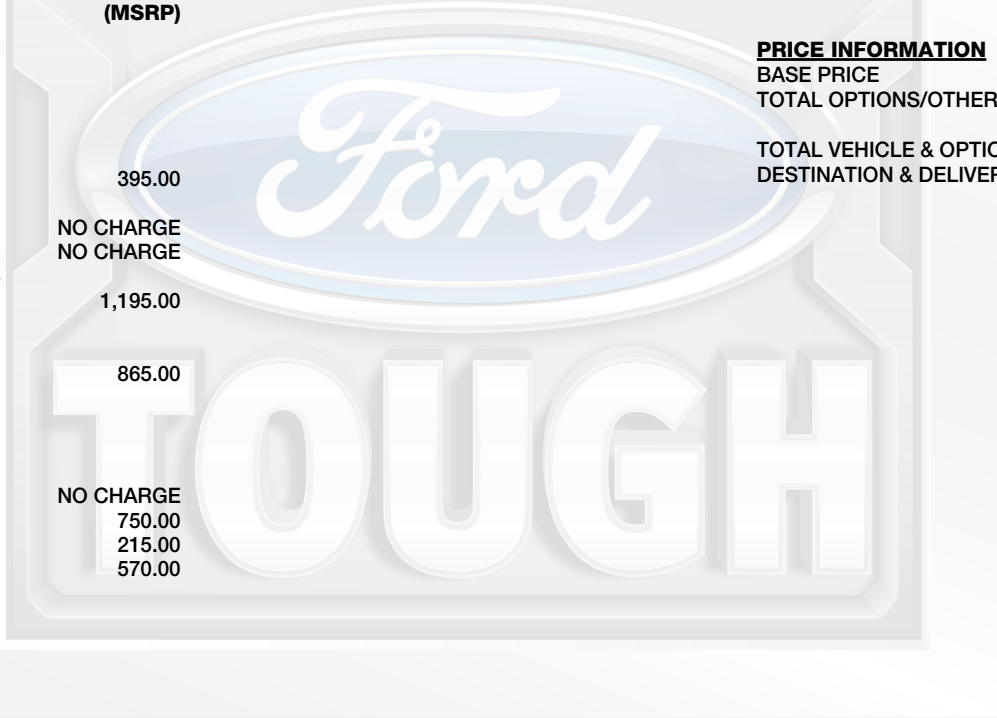 (MSRP)
395.00
NO CHARGE
NO CHARGE
1,195.00
865.00
NO CHARGE
750.00
215.00
570.00
PRICE INFORMATION
BASE PRICE
TOTAL OPTIONS/OTHER
TOTAL VEHICLE & OPTIO
DESTINATION & DELIVER
Ford
TOUGH